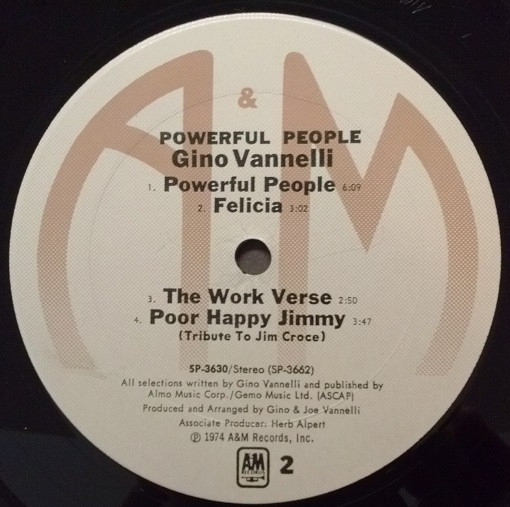 A & M
POWERFUL PEOPLE
Gino Vannelli
1. Powerful People 6:09
2. Felicia 3:02
3. The Work Verse 2:50
4. Poor Happy Jimmy 3:47
(Tribute To Jim Croce)
SP-3630/Stereo (SP-3662)
All selections written by Gino Vannelli and published by
Almo Music Corp./Gemo Music Ltd. (ASCAP)
Produced and Arranged by Gino & Joe Vannelli
Associate Producer: Herb Alpert
℗ 1974 A&M Records, Inc.
A&M
RECORDS
2